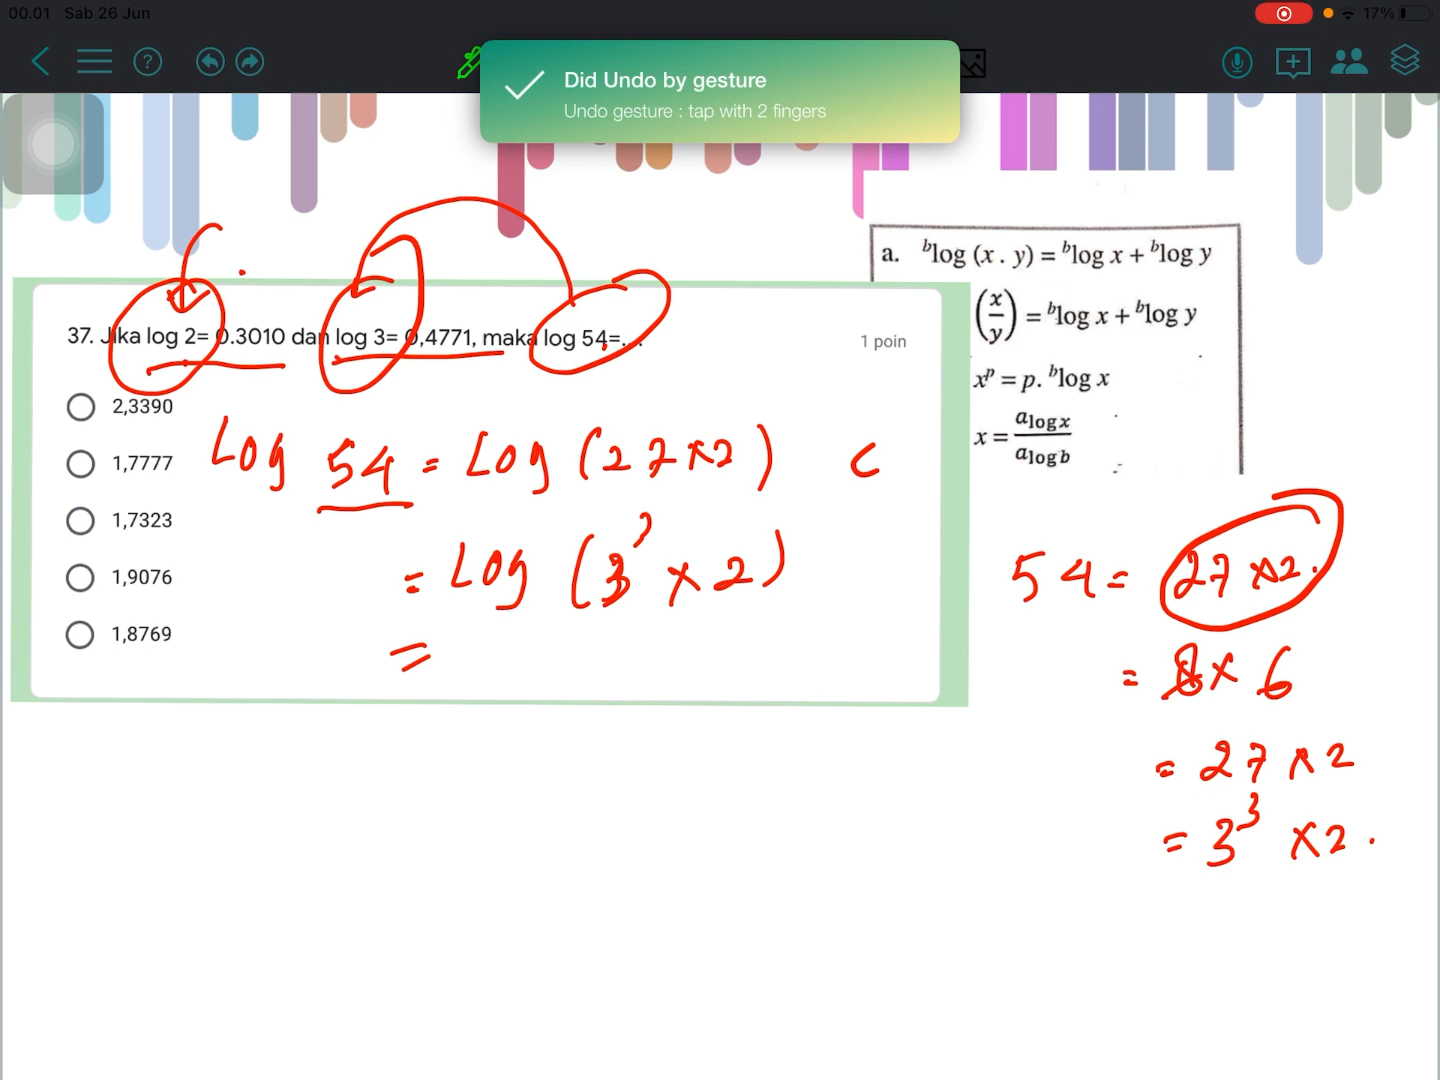 00.01 Sab 26 Jun
17%
Did Undo by gesture
Undo gesture : tap with 2 fingers
a. ᵇlog (x . y) = ᵇlog x + ᵇlog y
(x/y) = ᵇlog x + ᵇlog y
xᵖ = p. ᵇlog x
x = ᵃlogx / ᵃlogb
37. Jika log 2= 0.3010 dan log 3= 0,4771, maka log 54=...
1 poin
2,3390
1,7777
1,7323
1,9076
1,8769
Log 54 = Log (27×2) c
= Log (3³ × 2)
=
54 = 27 ×2.
= 8 × 6
= 27 × 2
= 3³ × 2.